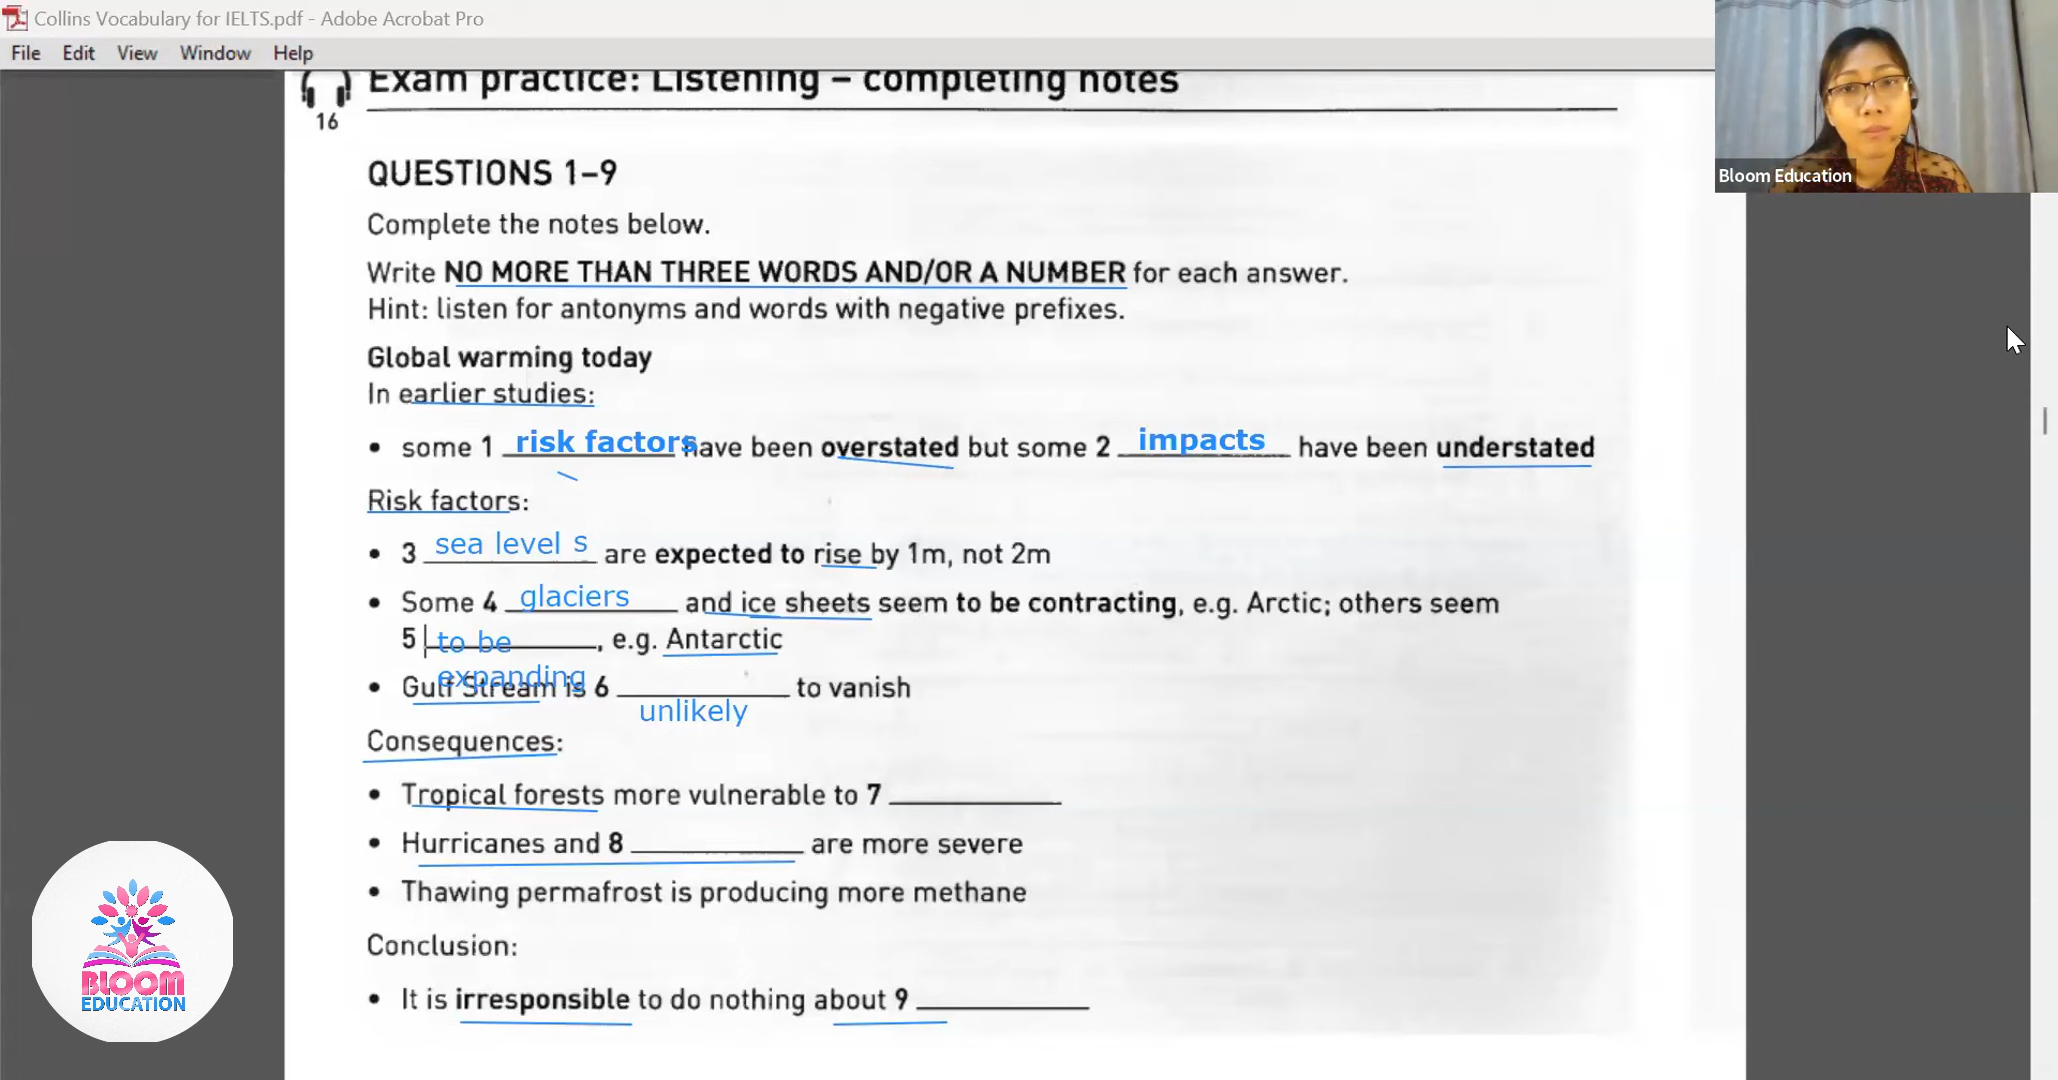 Collins Vocabulary for IELTS.pdf - Adobe Acrobat Pro
File Edit View Window Help
Exam practice: Listening – completing notes
16
Bloom Education
QUESTIONS 1–9
Complete the notes below.
Write NO MORE THAN THREE WORDS AND/OR A NUMBER for each answer.
Hint: listen for antonyms and words with negative prefixes.
Global warming today
In earlier studies:
• some 1 risk factors have been overstated but some 2 impacts have been understated
Risk factors:
• 3 sea level s are expected to rise by 1m, not 2m
• Some 4 glaciers and ice sheets seem to be contracting, e.g. Arctic; others seem
5 to be expanding, e.g. Antarctic
• Gulf Stream is 6 unlikely to vanish
Consequences:
• Tropical forests more vulnerable to 7
• Hurricanes and 8 are more severe
• Thawing permafrost is producing more methane
Conclusion:
• It is irresponsible to do nothing about 9
BLOOM
EDUCATION